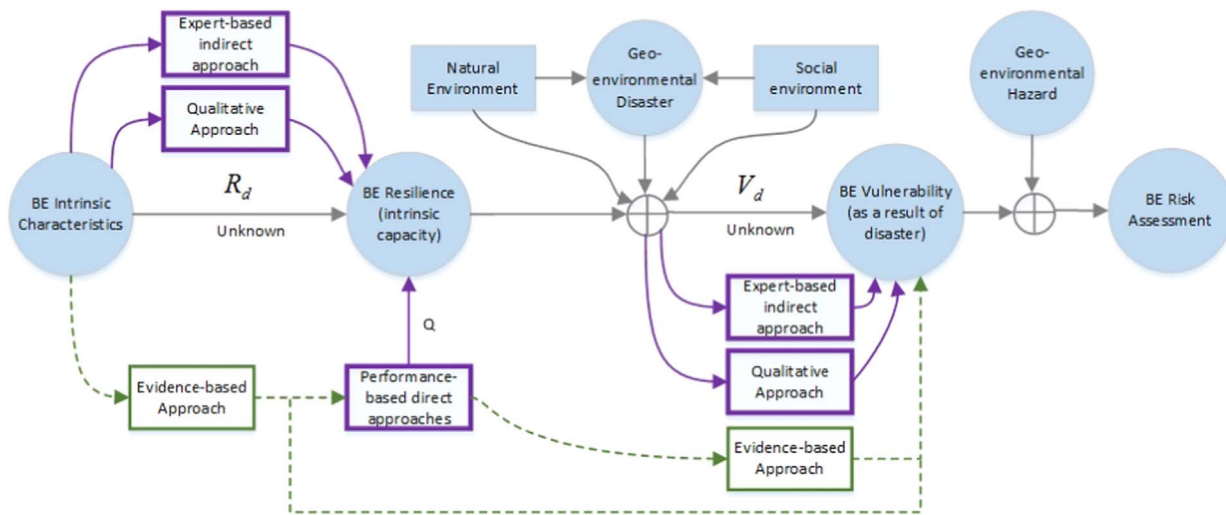 Expert-based
indirect
approach
Qualitative
Approach
Natural
Environment
Geo-
environmental
Disaster
Social
environment
Geo-
environmental
Hazard
BE Intrinsic
Characteristics
R_d
Unknown
BE Resilience
(intrinsic
capacity)
V_d
Unknown
BE Vulnerability
(as a result of
disaster)
BE Risk
Assessment
Expert-based
indirect
approach
Q
Qualitative
Approach
Evidence-based
Approach
Performance-
based direct
approaches
Evidence-based
Approach